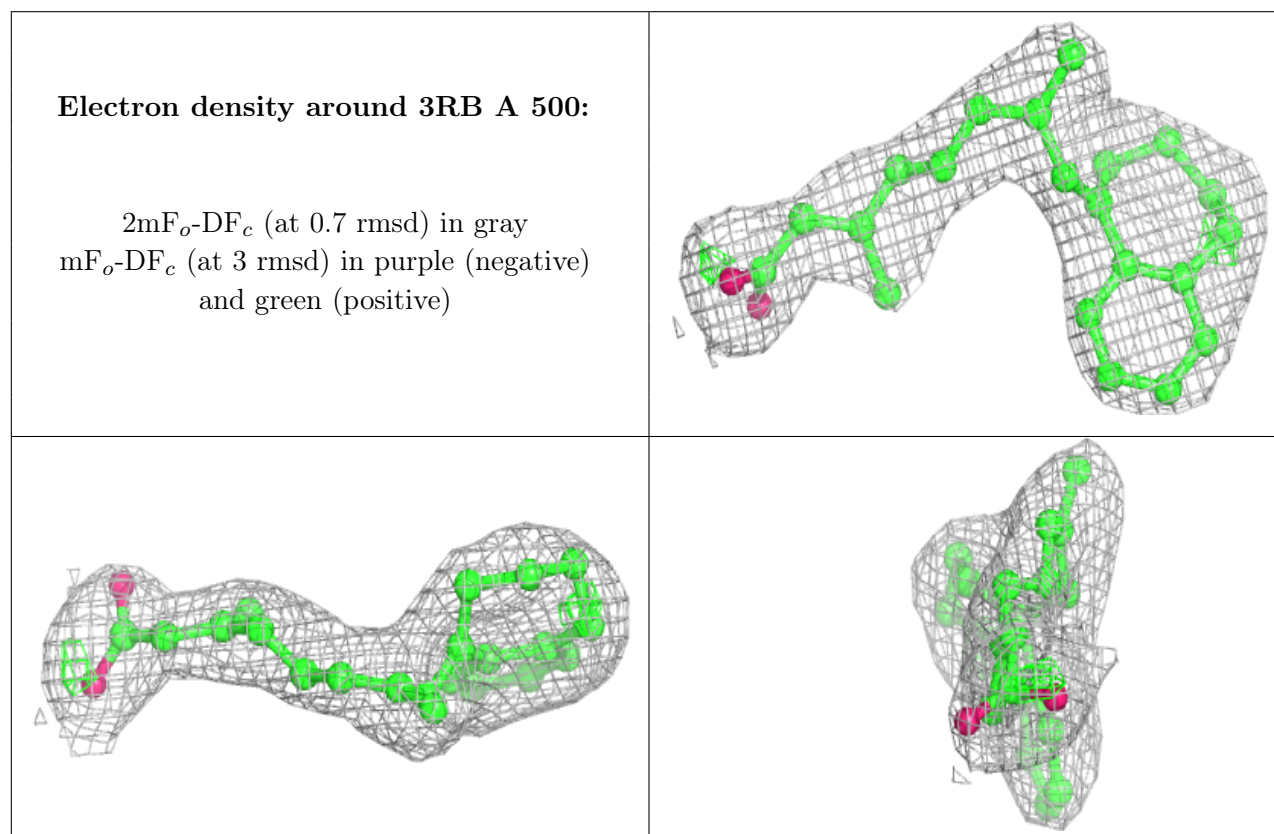 Electron density around 3RB A 500:
2mFₒ-DF𝒸 (at 0.7 rmsd) in gray
mFₒ-DF𝒸 (at 3 rmsd) in purple (negative)
and green (positive)